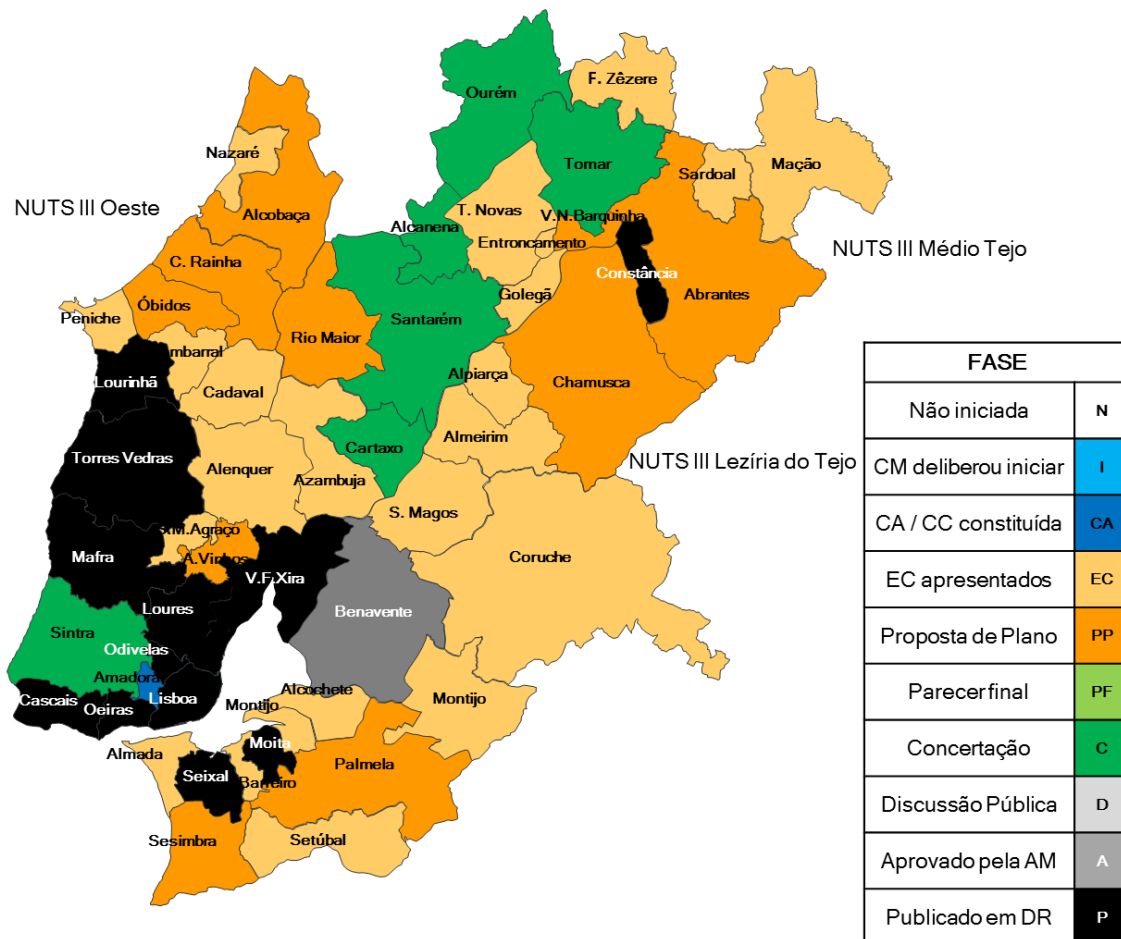 F. Zêzere
Ourém
Nazaré
Tomar
Mação
Sardoal
NUTS III Oeste
Alcobaça
T. Novas
V.N.Barquinha
Alcanena
Entroncamento
NUTS III Médio Tejo
C. Rainha
Constância
Golegã
Abrantes
Óbidos
Peniche
Santarém
Rio Maior
mbarral
Lourinhã
Alpiarça
Chamusca
Cadaval
Almeirim
Cartaxo
Torres Vedras
Alenquer
NUTS III Lezíria do Tejo
Azambuja
S. Magos
.M.Agraço
Mafra
A.Vinhos
Coruche
V.F.Xira
Loures
Benavente
Sintra
Odivelas
Amadora
Alcochete
Cascais
Lisboa
Oeiras
Montijo
Montijo
Moita
Almada
Palmela
Seixal
Barreiro
Sesimbra
Setúbal
FASE
Não iniciada N
CM deliberou iniciar I
CA / CC constituída CA
EC apresentados EC
Proposta de Plano PP
Parecer final PF
Concertação C
Discussão Pública D
Aprovado pela AM A
Publicado em DR P